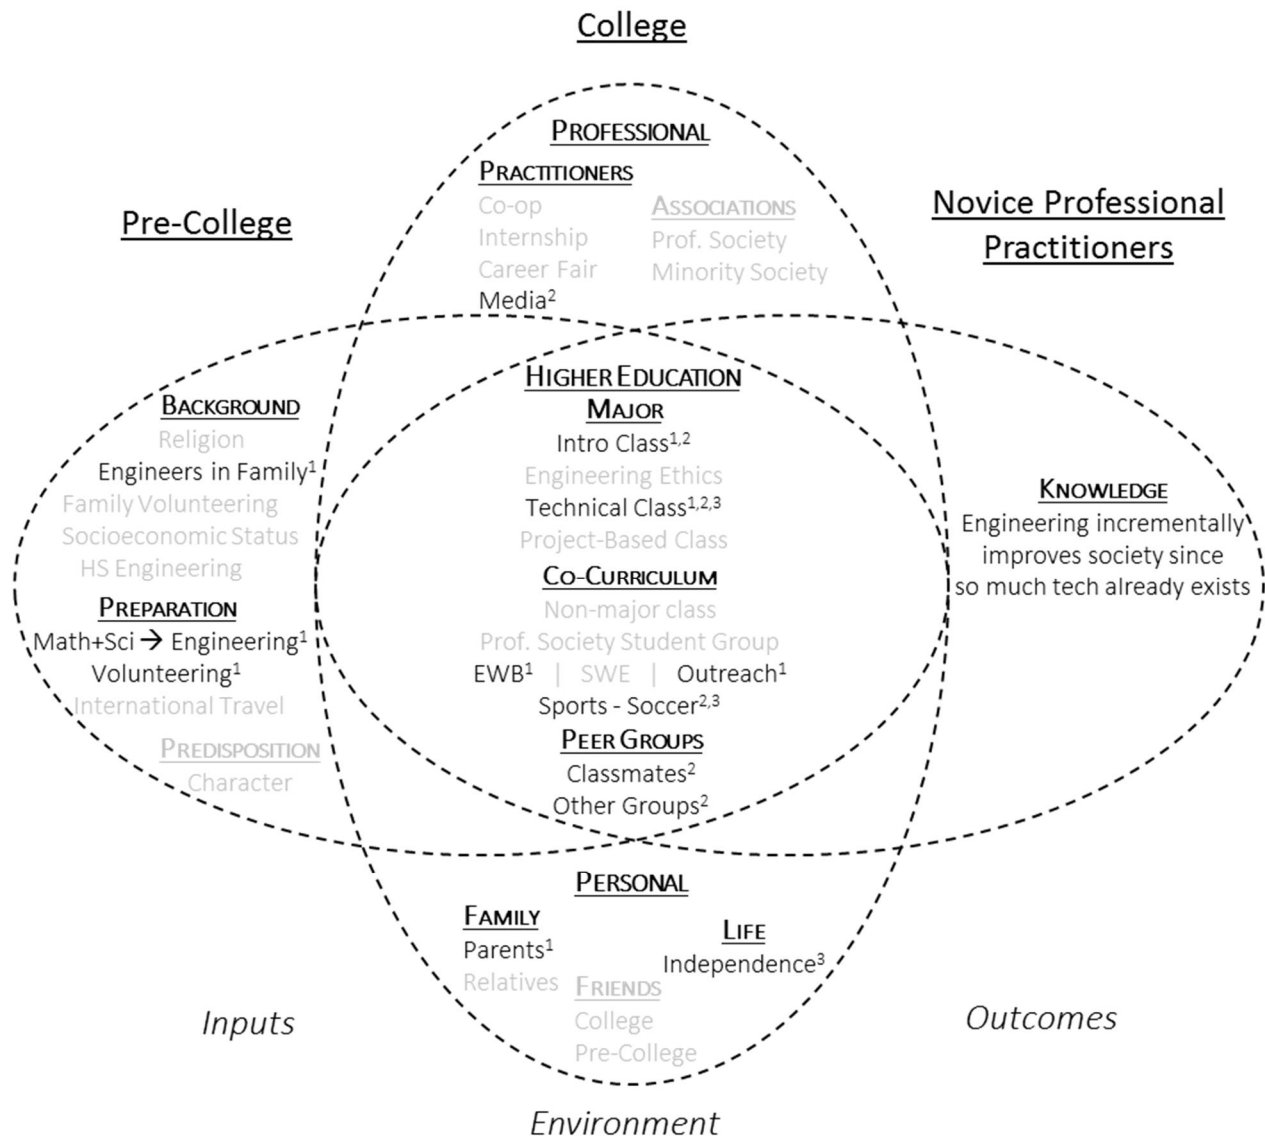 College
Pre-College
Novice Professional
Practitioners
PROFESSIONAL
PRACTITIONERS
Co-op
Internship
Career Fair
Media²
ASSOCIATIONS
Prof. Society
Minority Society
BACKGROUND
Religion
Engineers in Family¹
Family Volunteering
Socioeconomic Status
HS Engineering
PREPARATION
Math+Sci → Engineering¹
Volunteering¹
International Travel
PREDISPOSITION
Character
HIGHER EDUCATION
MAJOR
Intro Class¹,²
Engineering Ethics
Technical Class¹,²,³
Project-Based Class
CO-CURRICULUM
Non-major class
Prof. Society Student Group
EWB¹ | SWE | Outreach¹
Sports - Soccer²,³
PEER GROUPS
Classmates²
Other Groups²
KNOWLEDGE
Engineering incrementally
improves society since
so much tech already exists
PERSONAL
FAMILY
Parents¹
Relatives
LIFE
Independence³
FRIENDS
College
Pre-College
Inputs
Outcomes
Environment